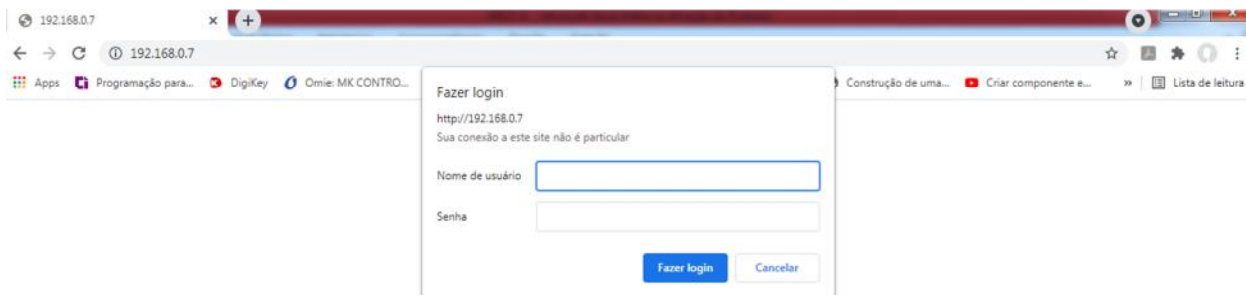 192.168.0.7
192.168.0.7
Apps Programação para... DigiKey Omie: MK CONTRO... Construção de uma... Criar componente e... » Lista de leitura
Fazer login
http://192.168.0.7
Sua conexão a este site não é particular
Nome de usuário
Senha
Fazer login Cancelar